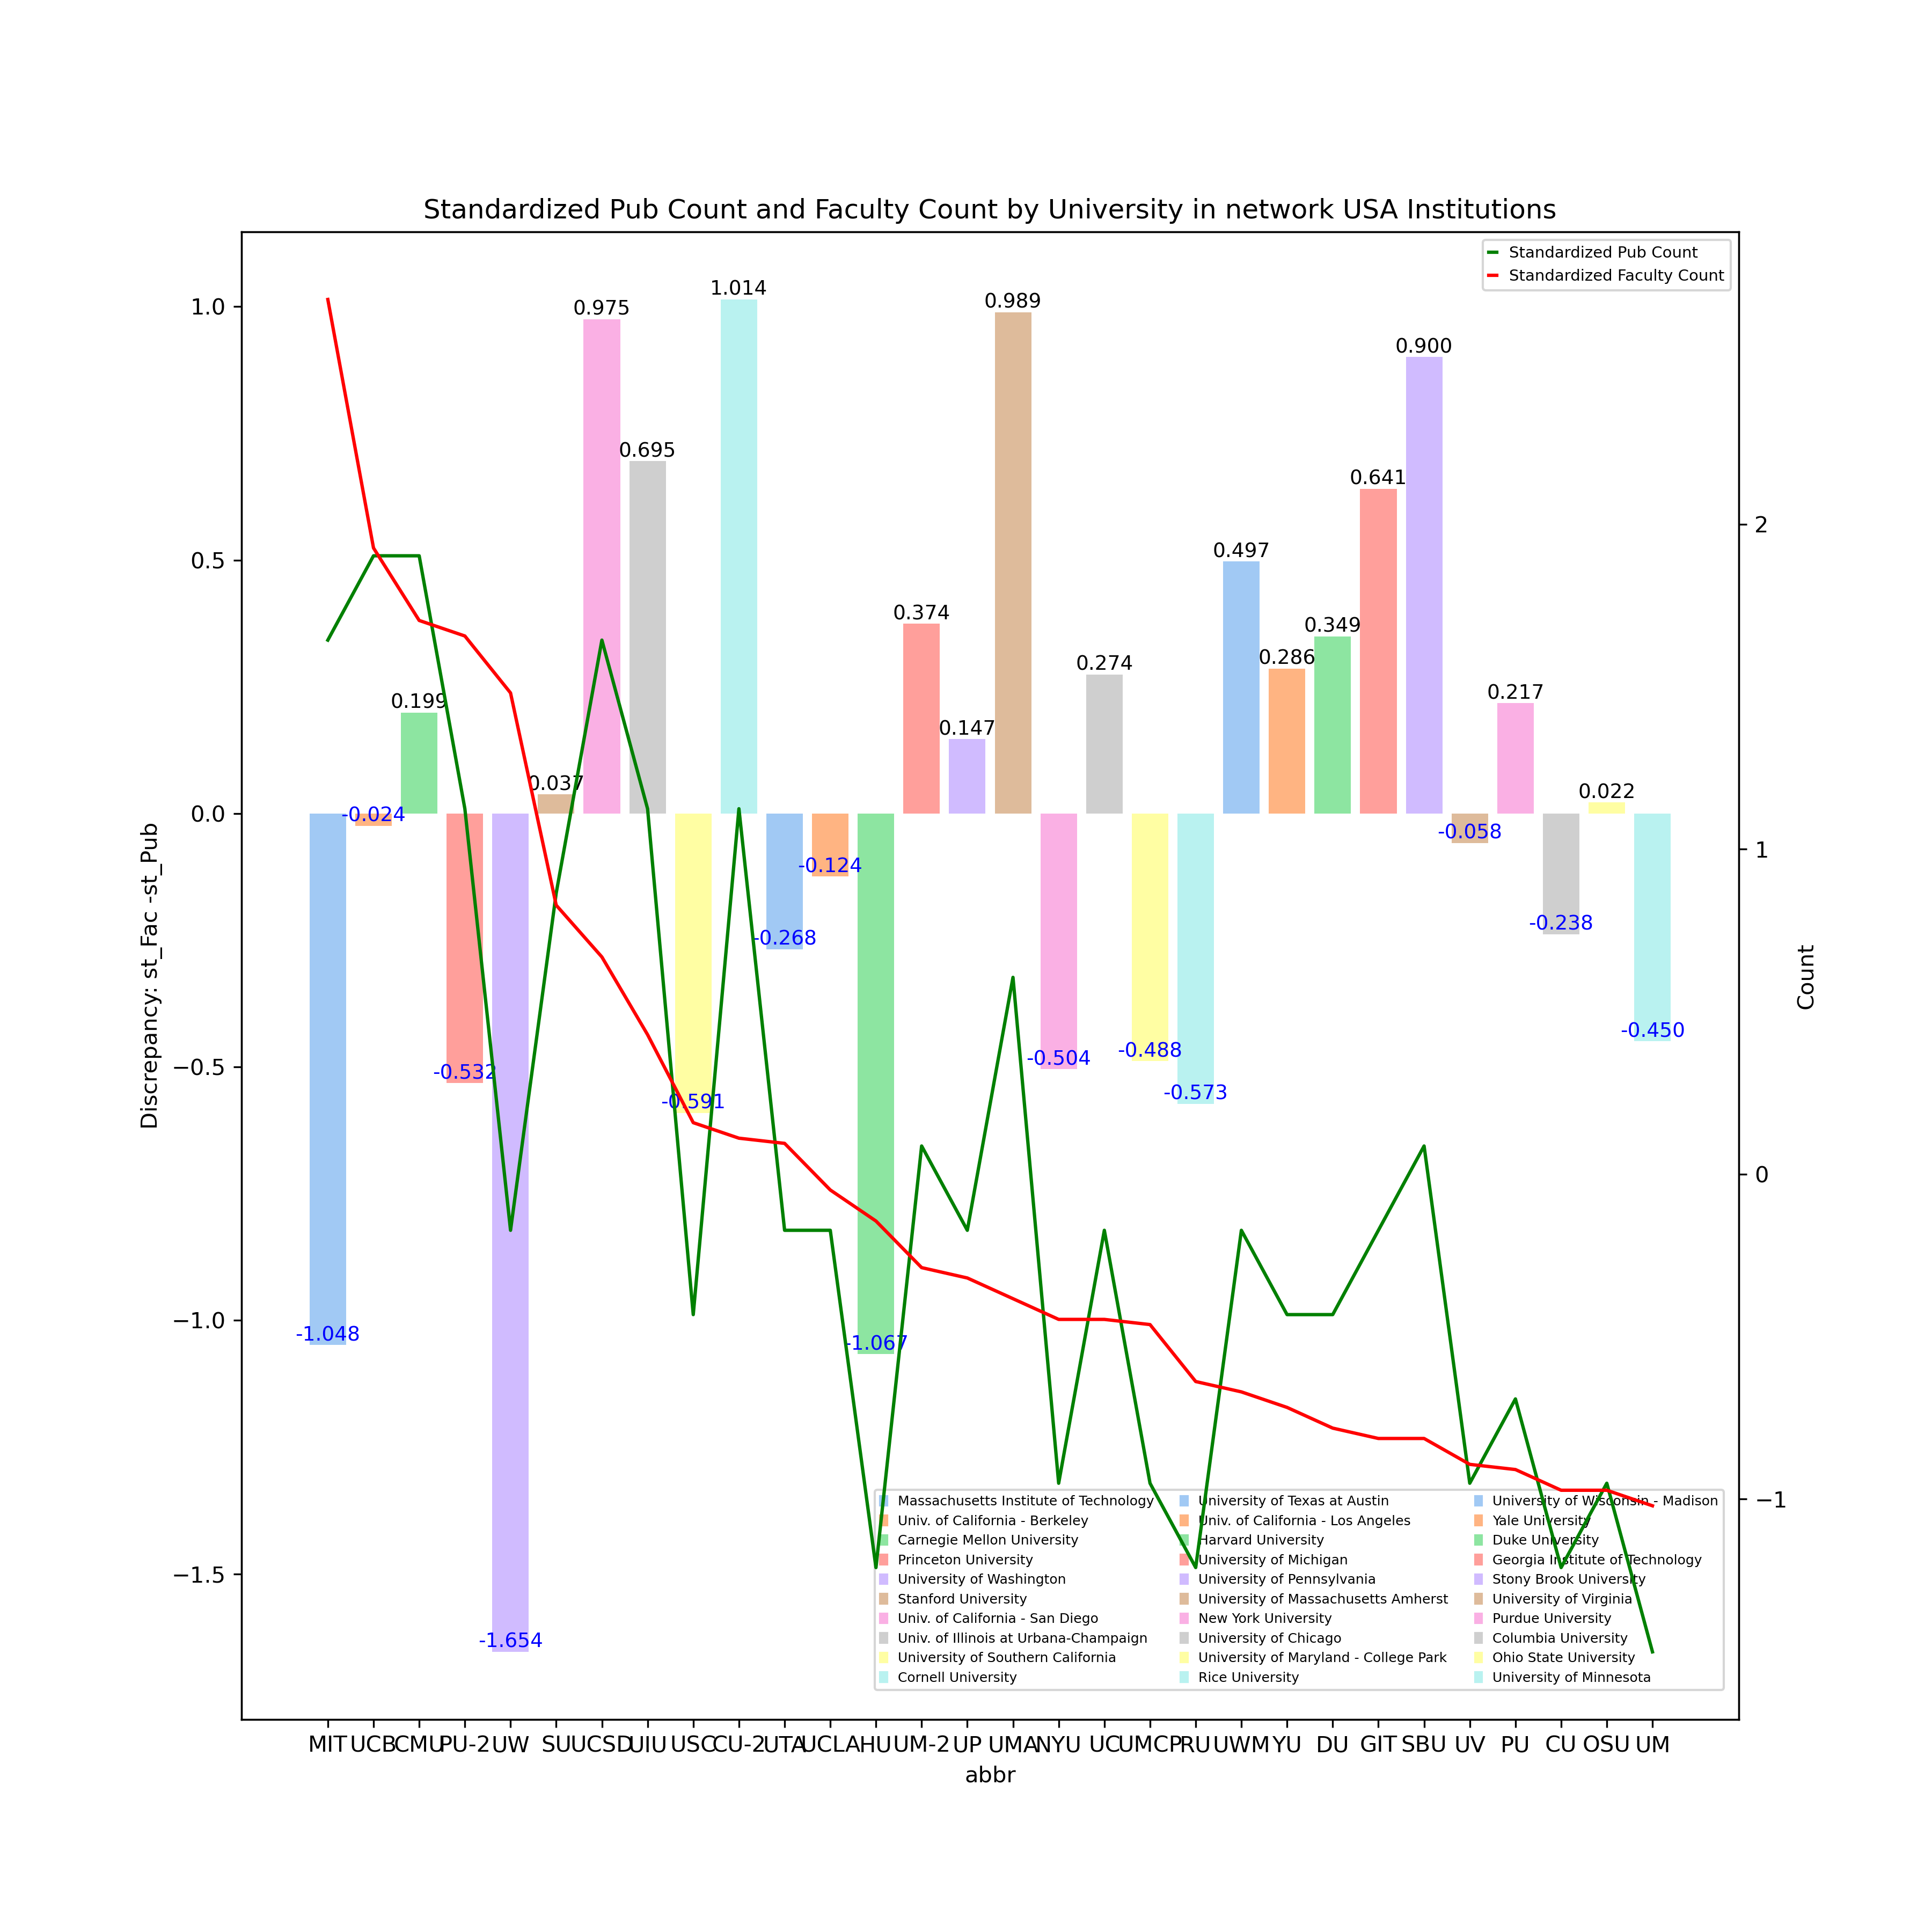 Standardized Pub Count and Faculty Count by University in network USA Institutions
Standardized Pub Count
Standardized Faculty Count
1.0
0.5
0.0
−0.5
−1.0
−1.5
Discrepancy: st_Fac -st_Pub
2
1
0
−1
Count
-1.048
-0.024
0.199
-0.532
-1.654
0.037
0.975
0.695
-0.591
1.014
-0.268
-0.124
-1.067
0.374
0.147
0.989
-0.504
0.274
-0.488
-0.573
0.497
0.286
0.349
0.641
0.900
-0.058
0.217
-0.238
0.022
-0.450
Massachusetts Institute of Technology
Univ. of California - Berkeley
Carnegie Mellon University
Princeton University
University of Washington
Stanford University
Univ. of California - San Diego
Univ. of Illinois at Urbana-Champaign
University of Southern California
Cornell University
University of Texas at Austin
Univ. of California - Los Angeles
Harvard University
University of Michigan
University of Pennsylvania
University of Massachusetts Amherst
New York University
University of Chicago
University of Maryland - College Park
Rice University
University of Wisconsin - Madison
Yale University
Duke University
Georgia Institute of Technology
Stony Brook University
University of Virginia
Purdue University
Columbia University
Ohio State University
University of Minnesota
MIT UCB CMU PU-2 UW SU UCSD UIU USC CU-2 UTA UCLA HU UM-2 UP UMA NYU UC UMCP RU UWM YU DU GIT SBU UV PU CU OSU UM
abbr